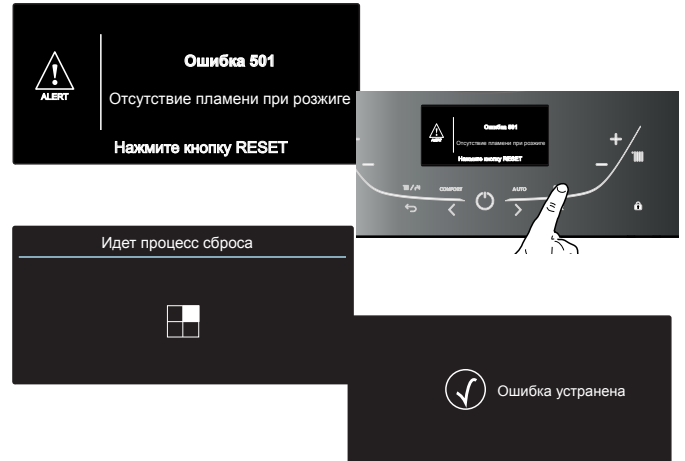 Ошибка 501
ALERT
Отсутствие пламени при розжиге
Нажмите кнопку RESET
Ошибка 501
ALERT
Отсутствие пламени при розжиге
Нажмите кнопку RESET
COMFORT
AUTO
Идет процесс сброса
Ошибка устранена